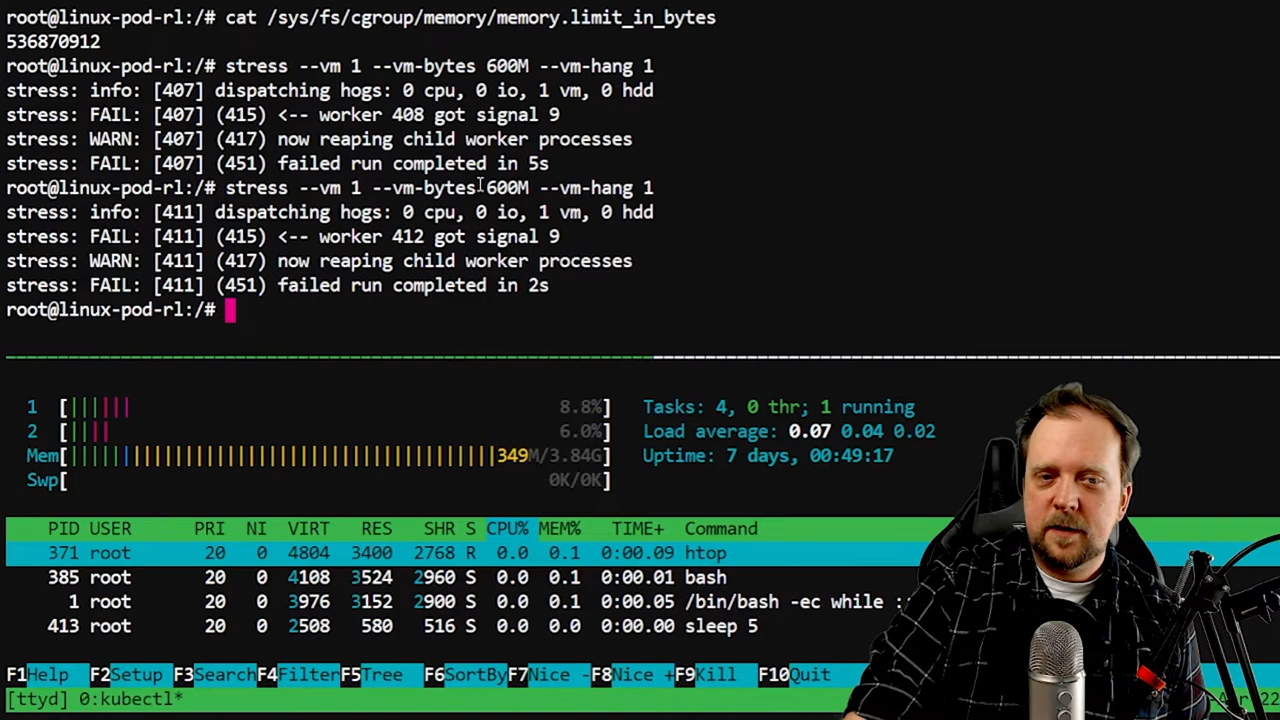 root@linux-pod-rl:/# cat /sys/fs/cgroup/memory/memory.limit_in_bytes
536870912
root@linux-pod-rl:/# stress --vm 1 --vm-bytes 600M --vm-hang 1
stress: info: [407] dispatching hogs: 0 cpu, 0 io, 1 vm, 0 hdd
stress: FAIL: [407] (415) <-- worker 408 got signal 9
stress: WARN: [407] (417) now reaping child worker processes
stress: FAIL: [407] (451) failed run completed in 5s
root@linux-pod-rl:/# stress --vm 1 --vm-bytes 600M --vm-hang 1
stress: info: [411] dispatching hogs: 0 cpu, 0 io, 1 vm, 0 hdd
stress: FAIL: [411] (415) <-- worker 412 got signal 9
stress: WARN: [411] (417) now reaping child worker processes
stress: FAIL: [411] (451) failed run completed in 2s
root@linux-pod-rl:/#
1 [|||||| 8.8%] Tasks: 4, 0 thr; 1 running
2 [|||| 6.0%] Load average: 0.07 0.04 0.02
Mem[||||||||||||||||||||||||||||||||||||||||349M/3.84G] Uptime: 7 days, 00:49:17
Swp[ 0K/0K]
PID USER PRI NI VIRT RES SHR S CPU% MEM% TIME+ Command
371 root 20 0 4804 3400 2768 R 0.0 0.1 0:00.09 htop
385 root 20 0 4108 3524 2960 S 0.0 0.1 0:00.01 bash
1 root 20 0 3976 3152 2900 S 0.0 0.1 0:00.05 /bin/bash -ec while :
413 root 20 0 2508 580 516 S 0.0 0.0 0:00.00 sleep 5
F1Help F2Setup F3SearchF4FilterF5Tree F6SortByF7Nice -F8Nice +F9Kill F10Quit
[ttyd] 0:kubectl*